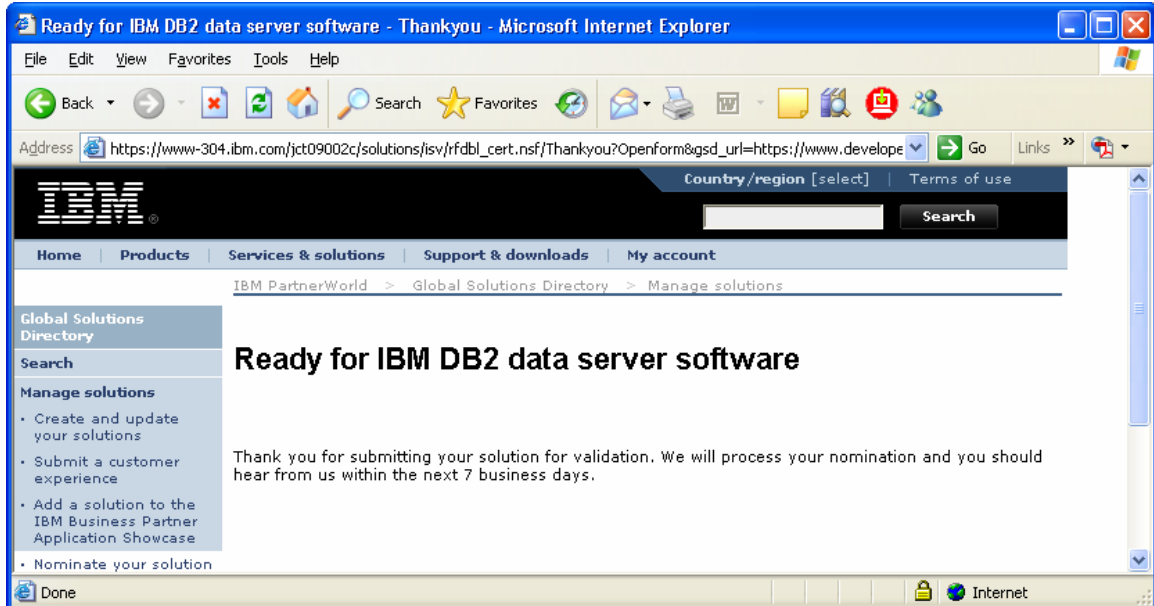 Ready for IBM DB2 data server software - Thankyou - Microsoft Internet Explorer
File Edit View Favorites Tools Help
Back Search Favorites W
Address https://www-304.ibm.com/jct09002c/solutions/isv/rfdbl_cert.nsf/Thankyou?Openform&gsd_url=https://www.develope Go Links »
Country/region [select] | Terms of use
IBM®
Search
Home | Products | Services & solutions | Support & downloads | My account
IBM PartnerWorld > Global Solutions Directory > Manage solutions
Global Solutions
Directory
Search
Manage solutions
• Create and update
your solutions
• Submit a customer
experience
• Add a solution to the
IBM Business Partner
Application Showcase
• Nominate your solution
Ready for IBM DB2 data server software
Thank you for submitting your solution for validation. We will process your nomination and you should
hear from us within the next 7 business days.
Done Internet